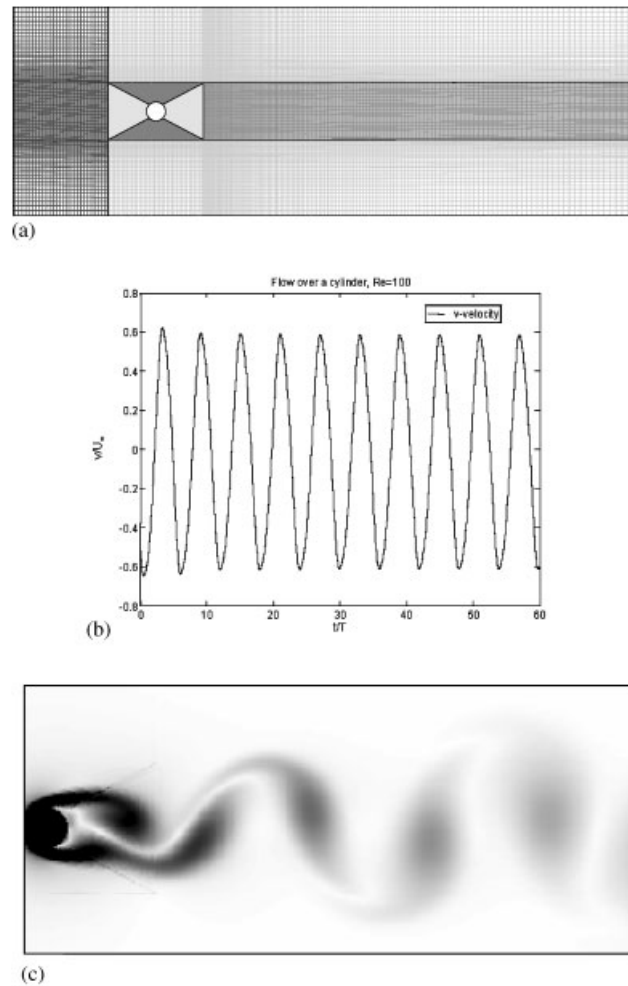 (a)
Flow over a cylinder, Re=100
v-velocity
0.8
0.6
0.4
0.2
0
-0.2
-0.4
-0.6
-0.8
v/U∞
0 10 20 30 40 50 60
t/T
(b)
(c)